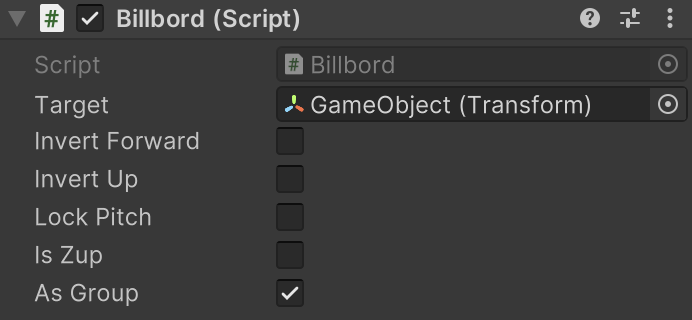 Billbord (Script)
Script Billbord
Target GameObject (Transform)
Invert Forward
Invert Up
Lock Pitch
Is Zup
As Group